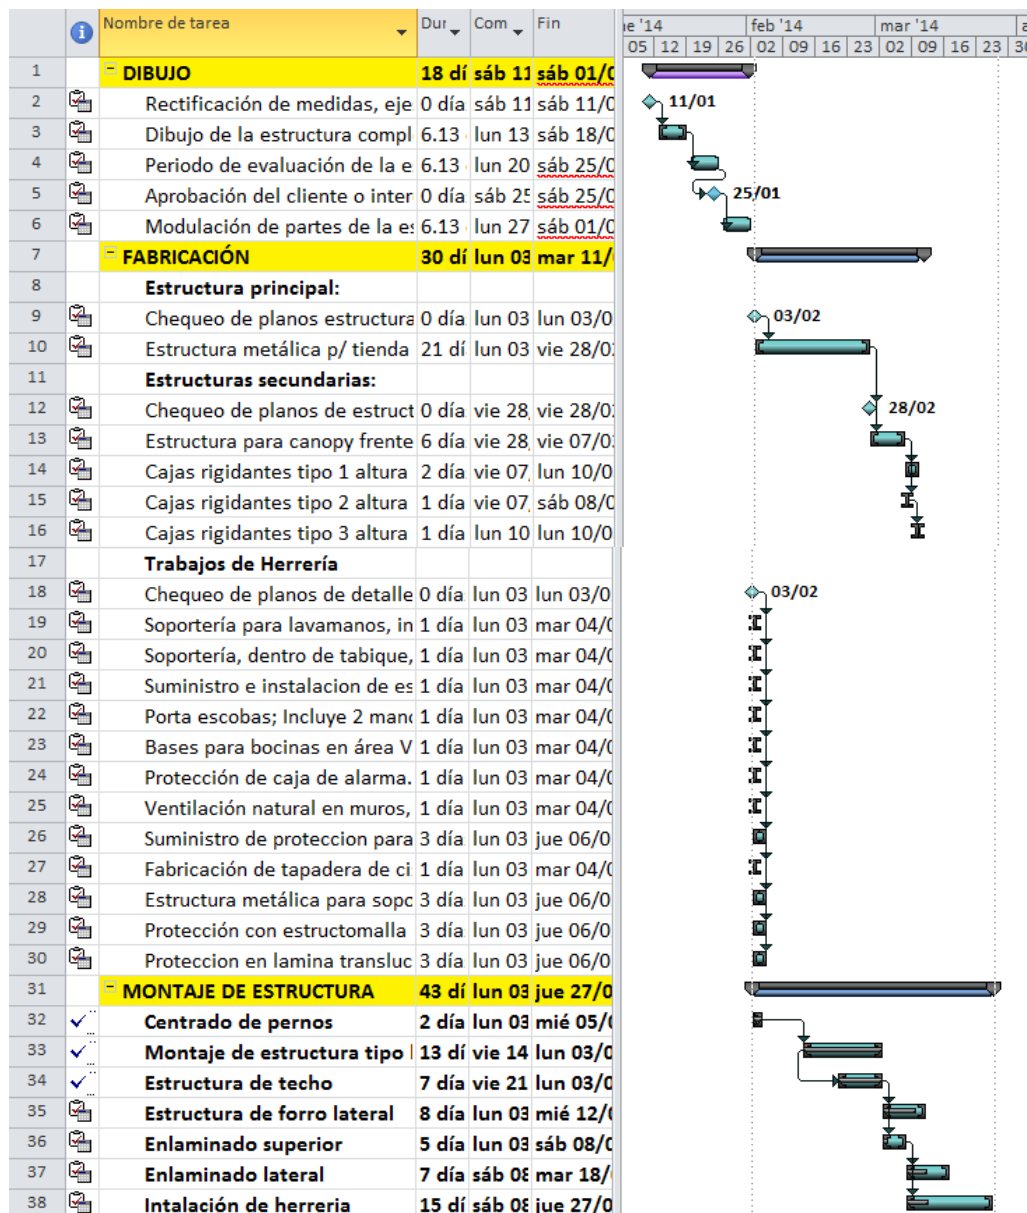 Nombre de tarea Dur Com Fin e '14 feb '14 mar '14
05 12 19 26 02 09 16 23 02 09 16 23 30
1 DIBUJO 18 dí sáb 11 sáb 01/0
2 Rectificación de medidas, eje 0 día sáb 11 sáb 11/0 11/01
3 Dibujo de la estructura compl 6.13 lun 13 sáb 18/0
4 Periodo de evaluación de la e 6.13 lun 20 sáb 25/0
5 Aprobación del cliente o inter 0 día sáb 25 sáb 25/0 25/01
6 Modulación de partes de la es 6.13 lun 27 sáb 01/0
7 FABRICACIÓN 30 dí lun 03 mar 11/
8 Estructura principal:
9 Chequeo de planos estructura 0 día lun 03 lun 03/0 03/02
10 Estructura metálica p/ tienda 21 dí lun 03 vie 28/0
11 Estructuras secundarias:
12 Chequeo de planos de estruct 0 día vie 28 vie 28/0 28/02
13 Estructura para canopy frente 6 día vie 28 vie 07/0
14 Cajas rigidantes tipo 1 altura 2 día vie 07 lun 10/0
15 Cajas rigidantes tipo 2 altura 1 día vie 07 sáb 08/0
16 Cajas rigidantes tipo 3 altura 1 día lun 10 lun 10/0
17 Trabajos de Herrería
18 Chequeo de planos de detalle 0 día lun 03 lun 03/0 03/02
19 Soportería para lavamanos, in 1 día lun 03 mar 04/0
20 Soportería, dentro de tabique, 1 día lun 03 mar 04/0
21 Suministro e instalacion de es 1 día lun 03 mar 04/0
22 Porta escobas; Incluye 2 mano 1 día lun 03 mar 04/0
23 Bases para bocinas en área V 1 día lun 03 mar 04/0
24 Protección de caja de alarma. 1 día lun 03 mar 04/0
25 Ventilación natural en muros, 1 día lun 03 mar 04/0
26 Suministro de proteccion para 3 día lun 03 jue 06/0
27 Fabricación de tapadera de ci 1 día lun 03 mar 04/0
28 Estructura metálica para sopo 3 día lun 03 jue 06/0
29 Protección con estructomalla 3 día lun 03 jue 06/0
30 Proteccion en lamina transluc 3 día lun 03 jue 06/0
31 MONTAJE DE ESTRUCTURA 43 dí lun 03 jue 27/0
32 Centrado de pernos 2 día lun 03 mié 05/0
33 Montaje de estructura tipo 13 dí vie 14 lun 03/0
34 Estructura de techo 7 día vie 21 lun 03/0
35 Estructura de forro lateral 8 día lun 03 mié 12/0
36 Enlaminado superior 5 día lun 03 sáb 08/0
37 Enlaminado lateral 7 día sáb 08 mar 18/
38 Intalación de herreria 15 dí sáb 08 jue 27/0